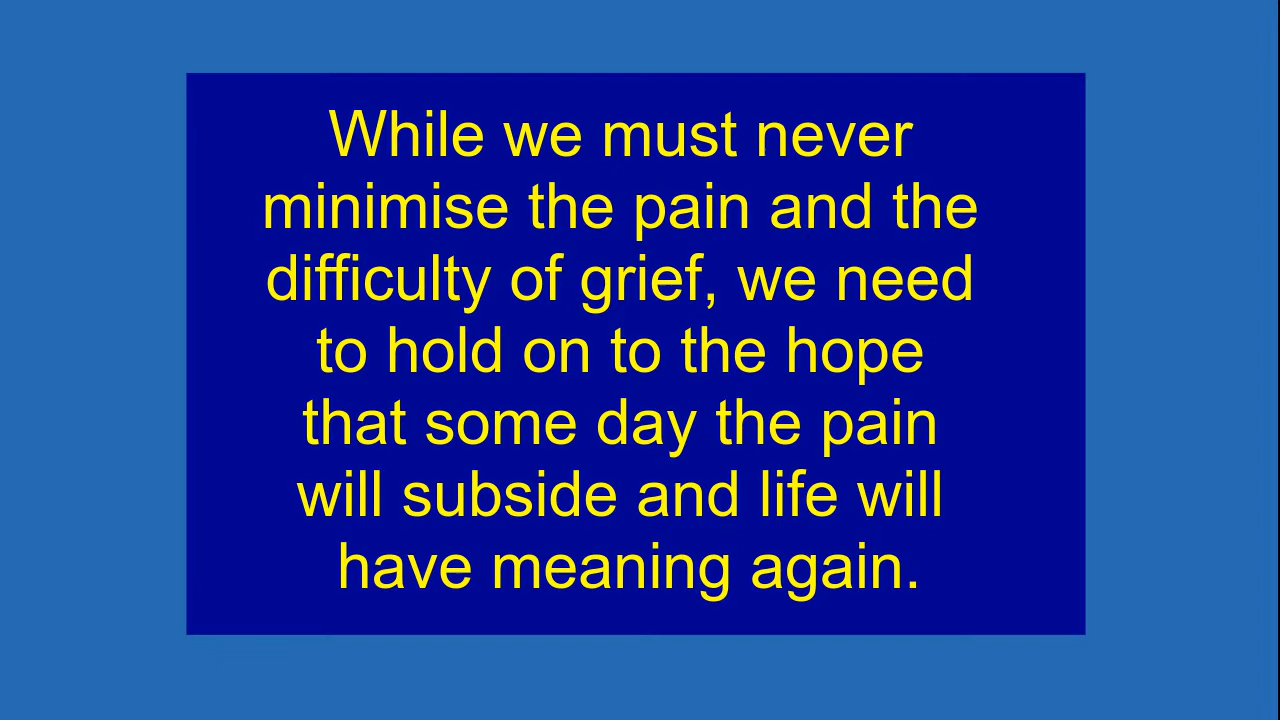 While we must never
minimise the pain and the
difficulty of grief, we need
to hold on to the hope
that some day the pain
will subside and life will
have meaning again.